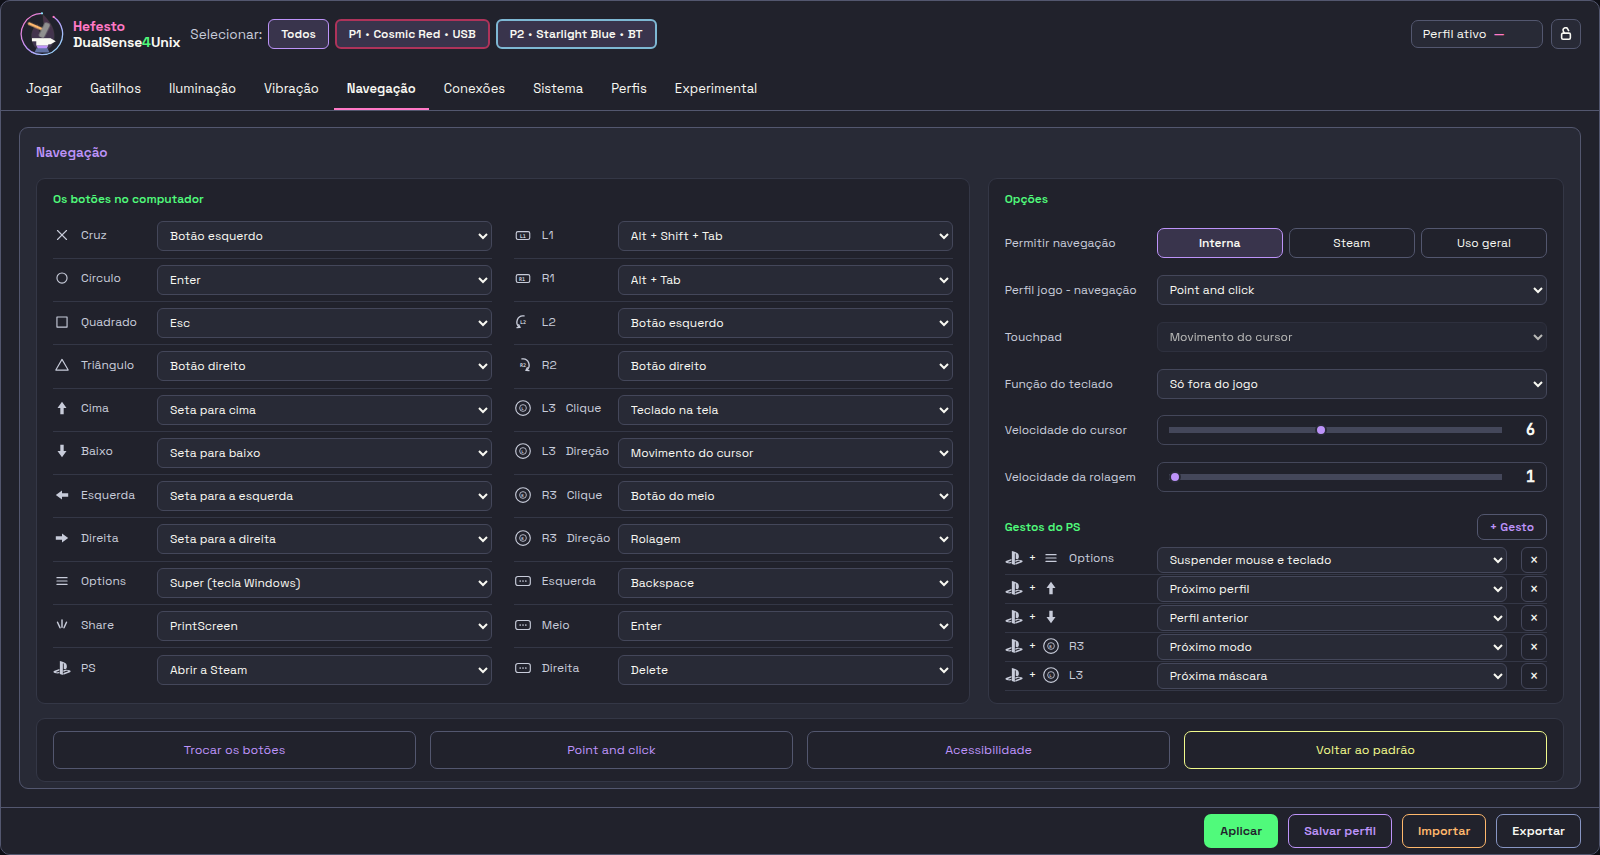 Hefesto
DualSense4Unix
Selecionar:
Todos
P1 • Cosmic Red • USB
P2 • Starlight Blue • BT
Perfil ativo —
Jogar
Gatilhos
Iluminação
Vibração
Navegação
Conexões
Sistema
Perfis
Experimental
Navegação
Os botões no computador
Cruz
Botão esquerdo
Círculo
Enter
Quadrado
Esc
Triângulo
Botão direito
Cima
Seta para cima
Baixo
Seta para baixo
Esquerda
Seta para a esquerda
Direita
Seta para a direita
Options
Super (tecla Windows)
Share
PrintScreen
PS
Abrir a Steam
L1
Alt + Shift + Tab
R1
Alt + Tab
L2
Botão esquerdo
R2
Botão direito
L3 Clique
Teclado na tela
L3 Direção
Movimento do cursor
R3 Clique
Botão do meio
R3 Direção
Rolagem
Esquerda
Backspace
Meio
Enter
Direita
Delete
Opções
Permitir navegação
Interna
Steam
Uso geral
Perfil jogo - navegação
Point and click
Touchpad
Movimento do cursor
Função do teclado
Só fora do jogo
Velocidade do cursor
6
Velocidade da rolagem
1
Gestos do PS
+ Gesto
+ Options
Suspender mouse e teclado
×
+
Próximo perfil
×
+
Perfil anterior
×
+ R3
Próximo modo
×
+ L3
Próxima máscara
×
Trocar os botões
Point and click
Acessibilidade
Voltar ao padrão
Aplicar
Salvar perfil
Importar
Exportar